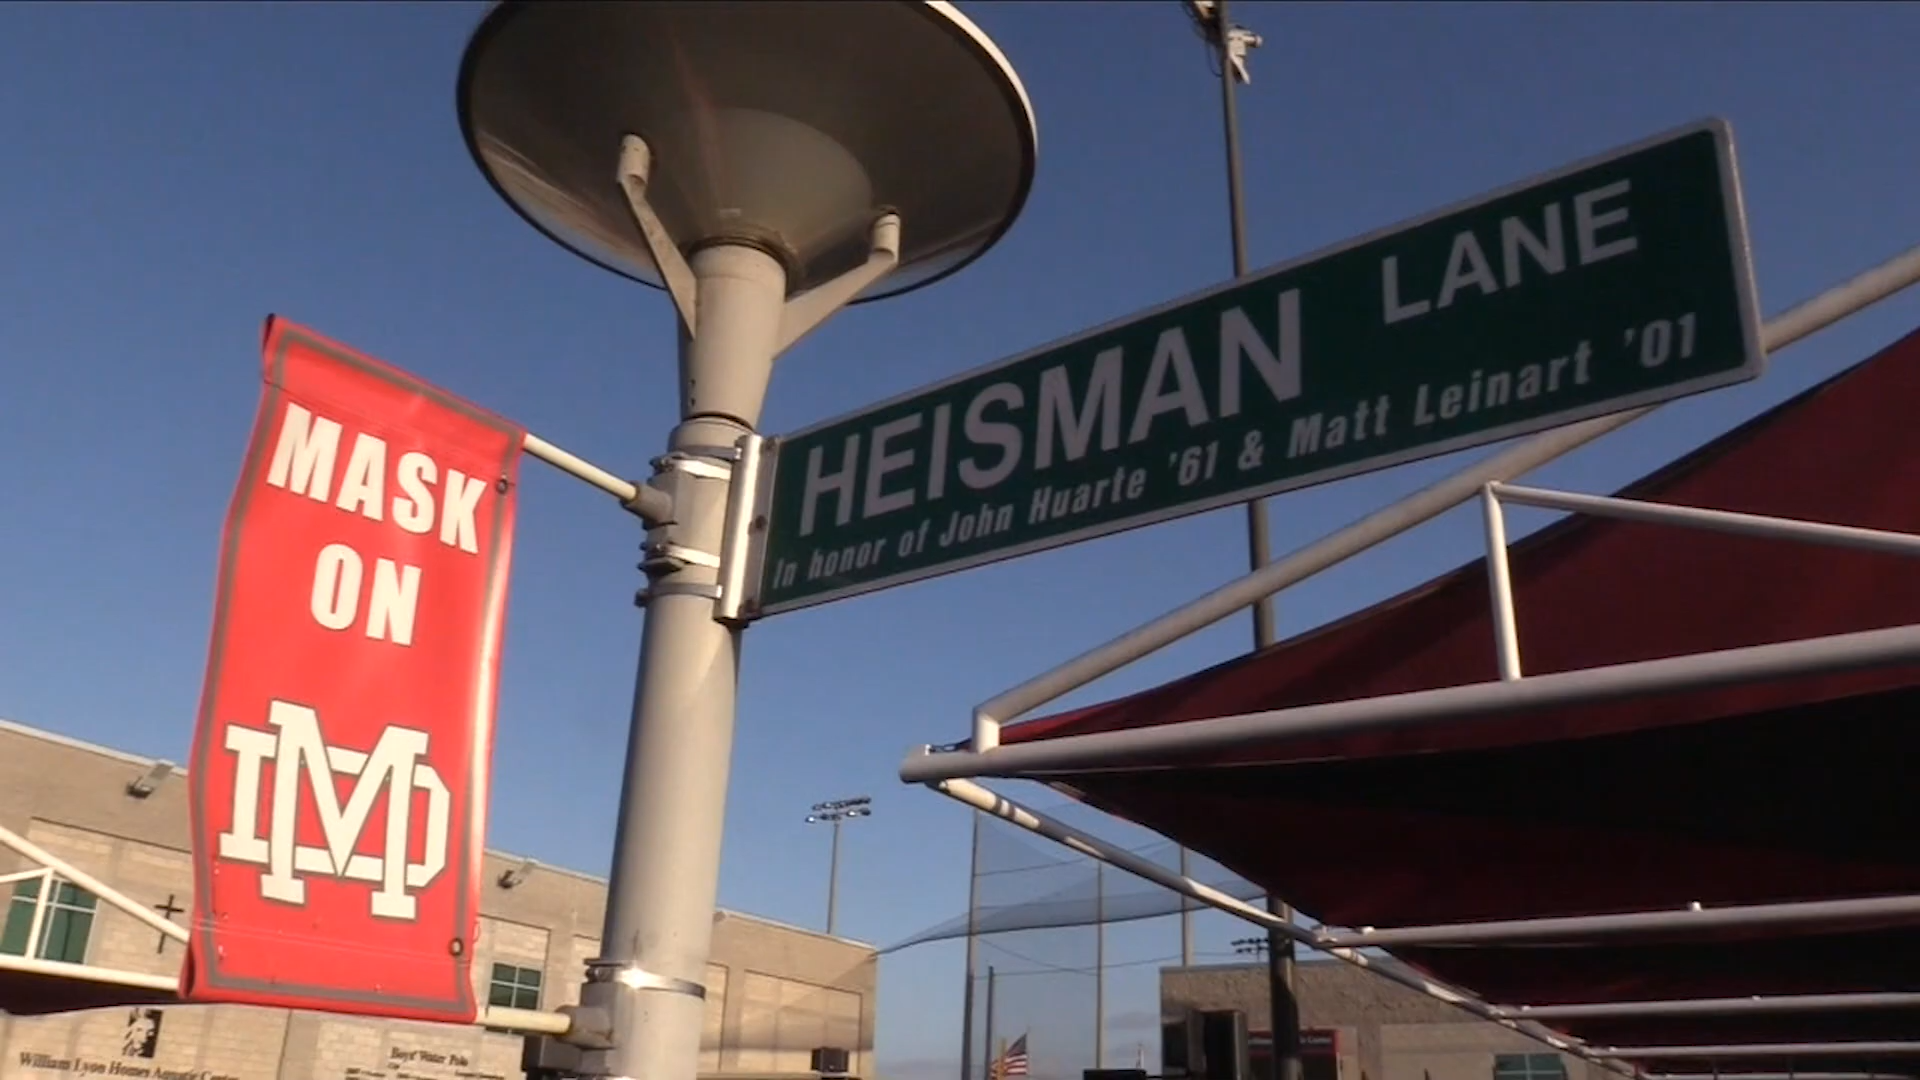 HEISMAN LANE
In honor of John Huarte '61 & Matt Leinart '01
MASK
ON
MD
William Lyon Homes Aquatic Center
Boys' Water Polo